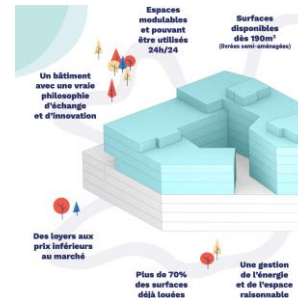 Espaces
modulables
et pouvant
être utilisés
24h/24
Surfaces
disponibles
dès 190m²
(livrées semi-aménagées)
Un bâtiment
avec une vraie
philosophie
d'échange
et d'innovation
Des loyers aux
prix inférieurs
au marché
Plus de 70%
des surfaces
déjà louées
Une gestion
de l'énergie
et de l'espace
raisonnable